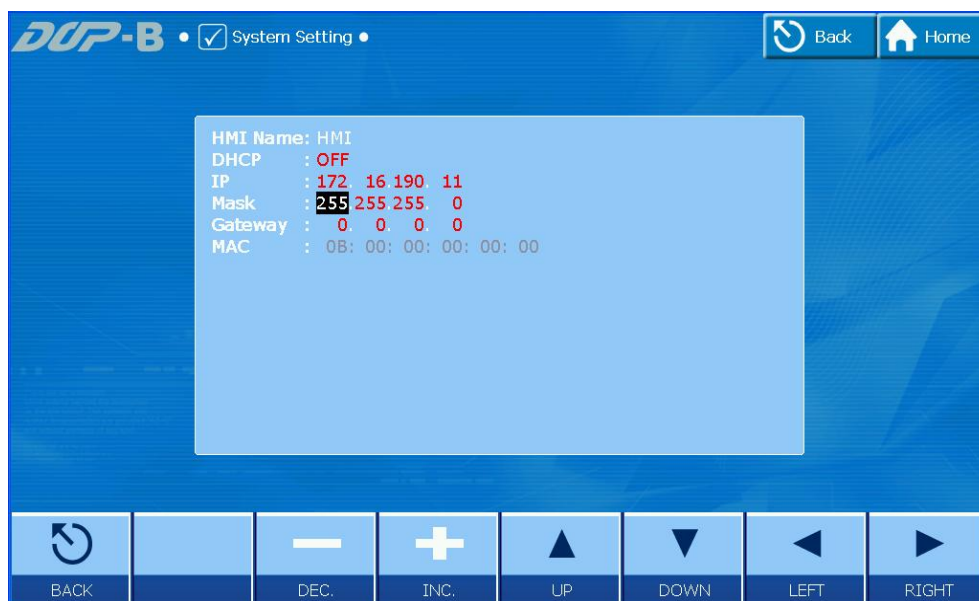 DOP-B • System Setting • Back Home
HMI Name: HMI
DHCP : OFF
IP : 172. 16.190. 11
Mask : 255.255.255. 0
Gateway : 0. 0. 0. 0
MAC : 0B: 00: 00: 00: 00: 00
BACK DEC. INC. UP DOWN LEFT RIGHT